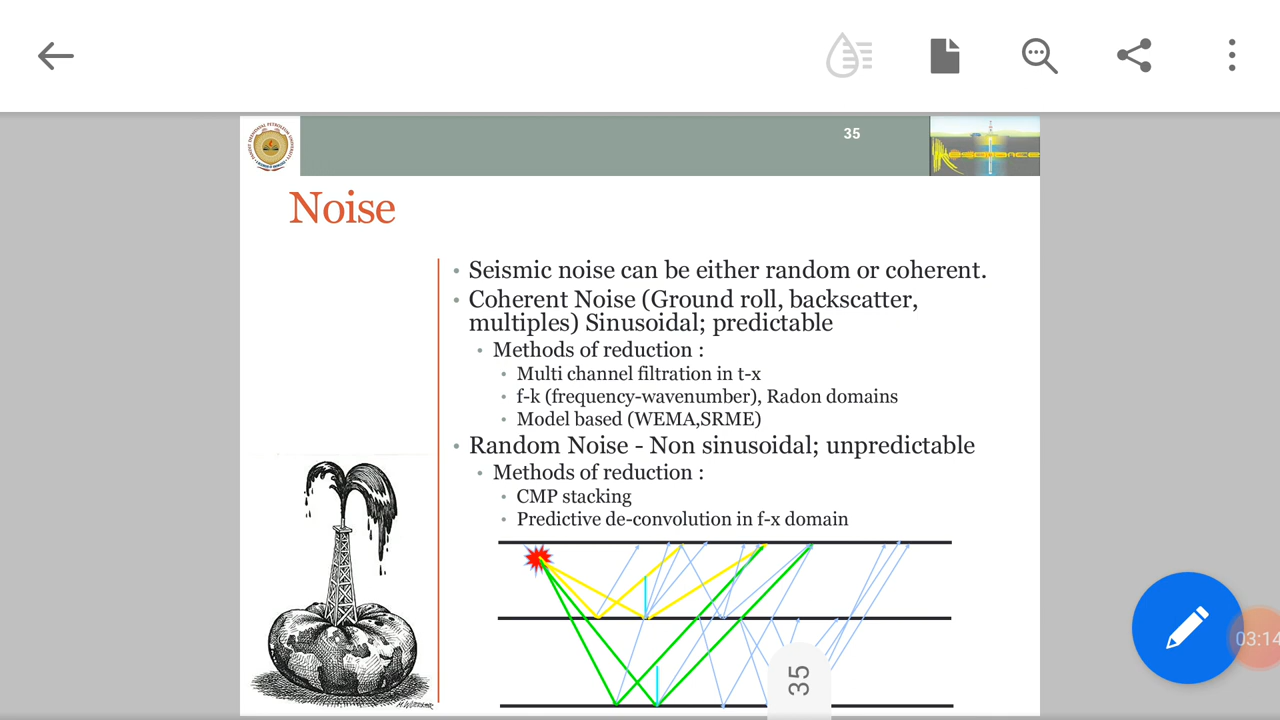 35
Noise
• Seismic noise can be either random or coherent.
• Coherent Noise (Ground roll, backscatter,
multiples) Sinusoidal; predictable
• Methods of reduction :
• Multi channel filtration in t-x
• f-k (frequency-wavenumber), Radon domains
• Model based (WEMA,SRME)
• Random Noise - Non sinusoidal; unpredictable
• Methods of reduction :
• CMP stacking
• Predictive de-convolution in f-x domain
35
03:14